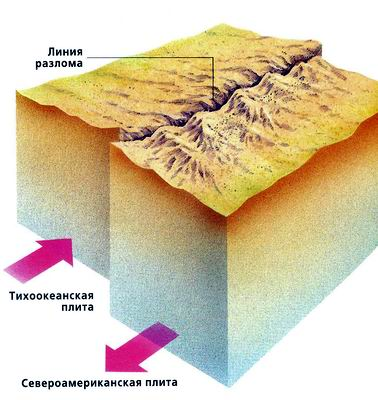 Линия
разлома
Тихоокеанская
плита
Североамериканская плита